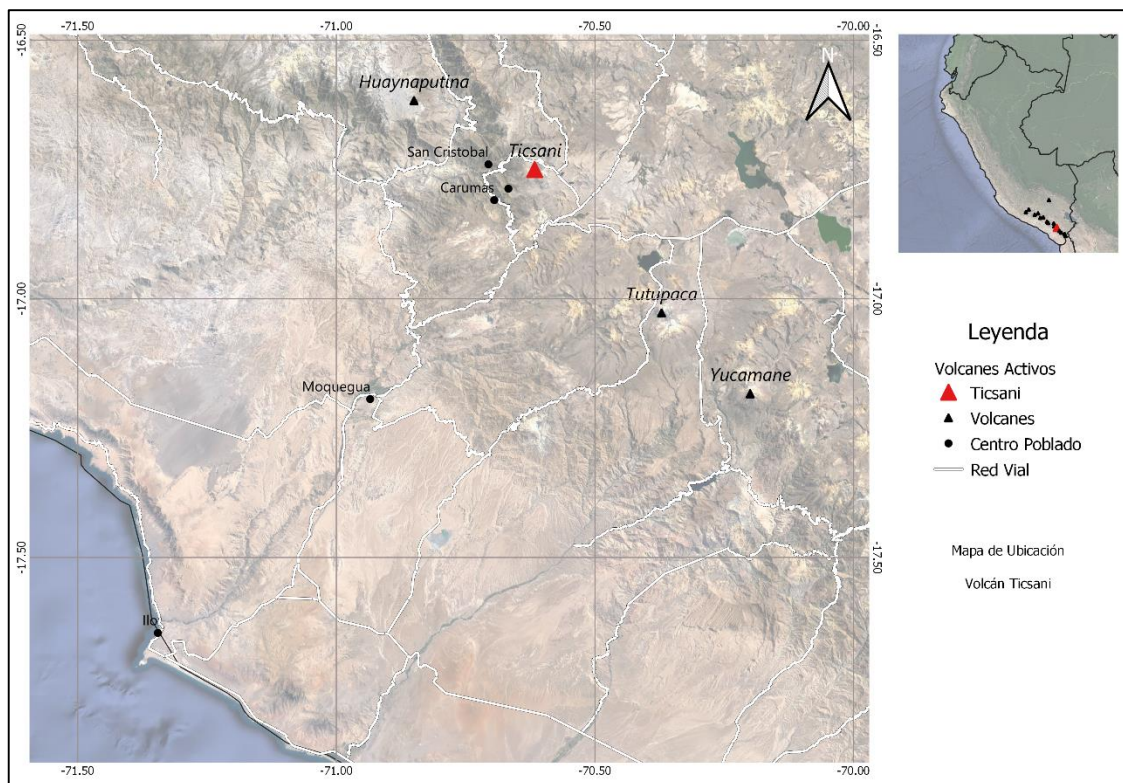 -71.50
-71.00
-70.50
-70.00
-16.50
-16.50
N
Huaynaputina
San Cristobal
Ticsani
Carumas
-17.00
-17.00
Tutupaca
Yucamane
Moquegua
-17.50
-17.50
Ilo
-71.50
-71.00
-70.50
-70.00
Leyenda
Volcanes Activos
Ticsani
Volcanes
Centro Poblado
Red Vial
Mapa de Ubicación
Volcán Ticsani